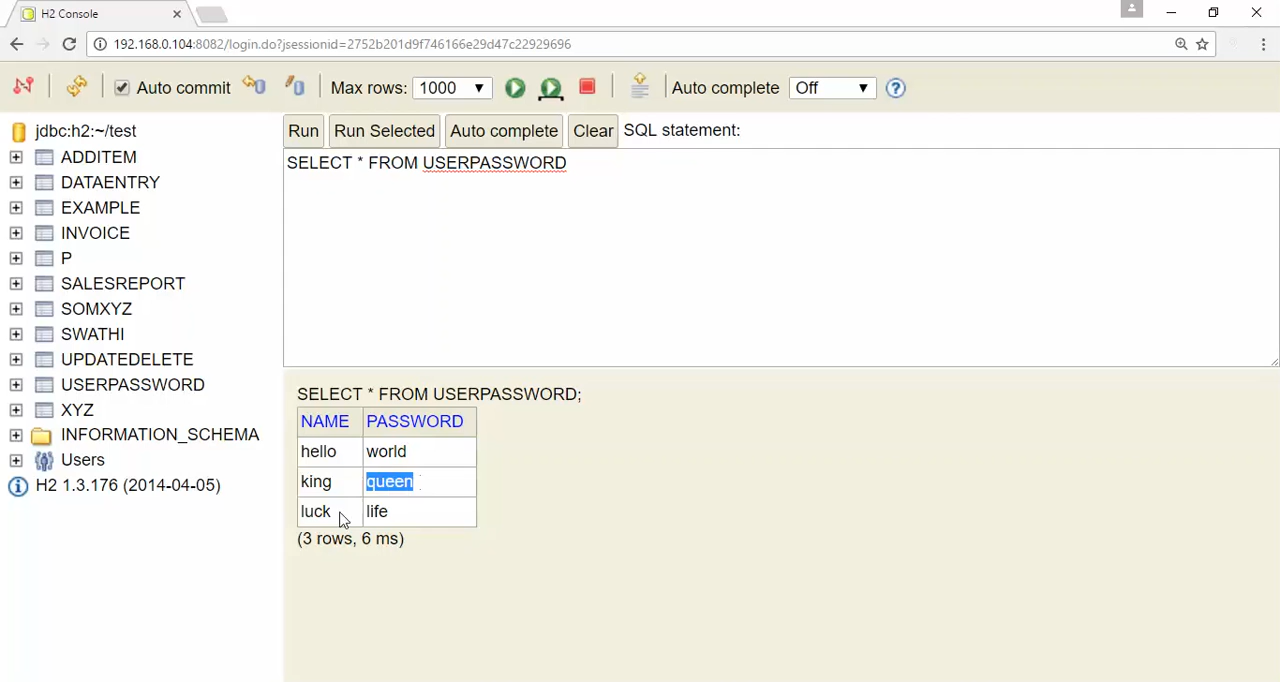 H2 Console
192.168.0.104:8082/login.do?jsessionid=2752b201d9f746166e29d47c22929696
Auto commit Max rows: 1000 Auto complete Off
jdbc:h2:~/test
ADDITEM
DATAENTRY
EXAMPLE
INVOICE
P
SALESREPORT
SOMXYZ
SWATHI
UPDATEDELETE
USERPASSWORD
XYZ
INFORMATION_SCHEMA
Users
H2 1.3.176 (2014-04-05)
Run Run Selected Auto complete Clear SQL statement:
SELECT * FROM USERPASSWORD
SELECT * FROM USERPASSWORD;
NAME PASSWORD
hello world
king queen
luck life
(3 rows, 6 ms)